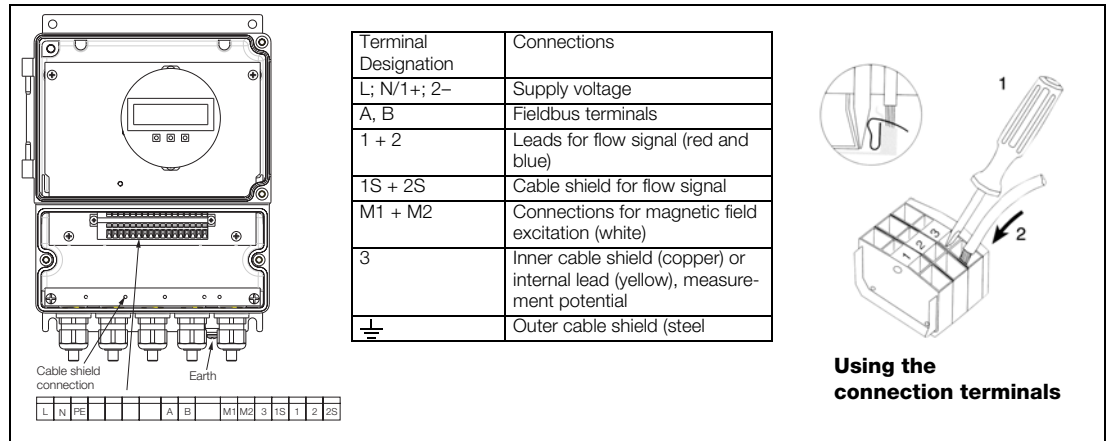 Terminal Designation
Connections
L; N/1+; 2–
Supply voltage
A, B
Fieldbus terminals
1 + 2
Leads for flow signal (red and
blue)
1S + 2S
Cable shield for flow signal
M1 + M2
Connections for magnetic field
excitation (white)
3
Inner cable shield (copper) or
internal lead (yellow), measure-
ment potential
Outer cable shield (steel
Cable shield
connection
Earth
L N PE A B M1 M2 3 1S 1 2 2S
1
2
1 2 3
Using the
connection terminals